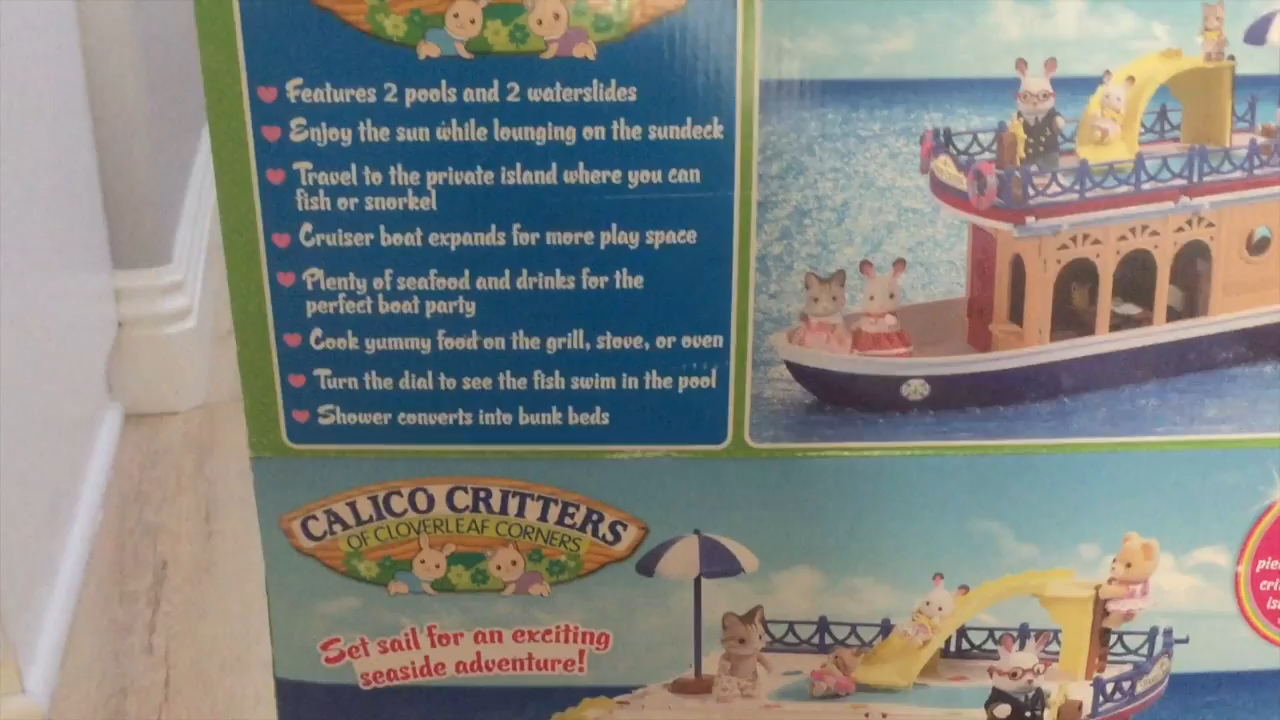 Features 2 pools and 2 waterslides
Enjoy the sun while lounging on the sundeck
Travel to the private island where you can
fish or snorkel
Cruiser boat expands for more play space
Plenty of seafood and drinks for the
perfect boat party
Cook yummy food on the grill, stove, or oven
Turn the dial to see the fish swim in the pool
Shower converts into bunk beds
CALICO CRITTERS
OF CLOVERLEAF CORNERS
Set sail for an exciting
seaside adventure!